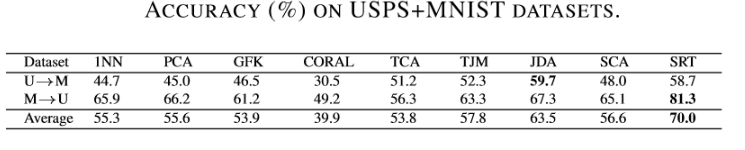 ACCURACY (%) ON USPS+MNIST DATASETS.
Dataset 1NN PCA GFK CORAL TCA TJM JDA SCA SRT
U→M 44.7 45.0 46.5 30.5 51.2 52.3 59.7 48.0 58.7
M→U 65.9 66.2 61.2 49.2 56.3 63.3 67.3 65.1 81.3
Average 55.3 55.6 53.9 39.9 53.8 57.8 63.5 56.6 70.0